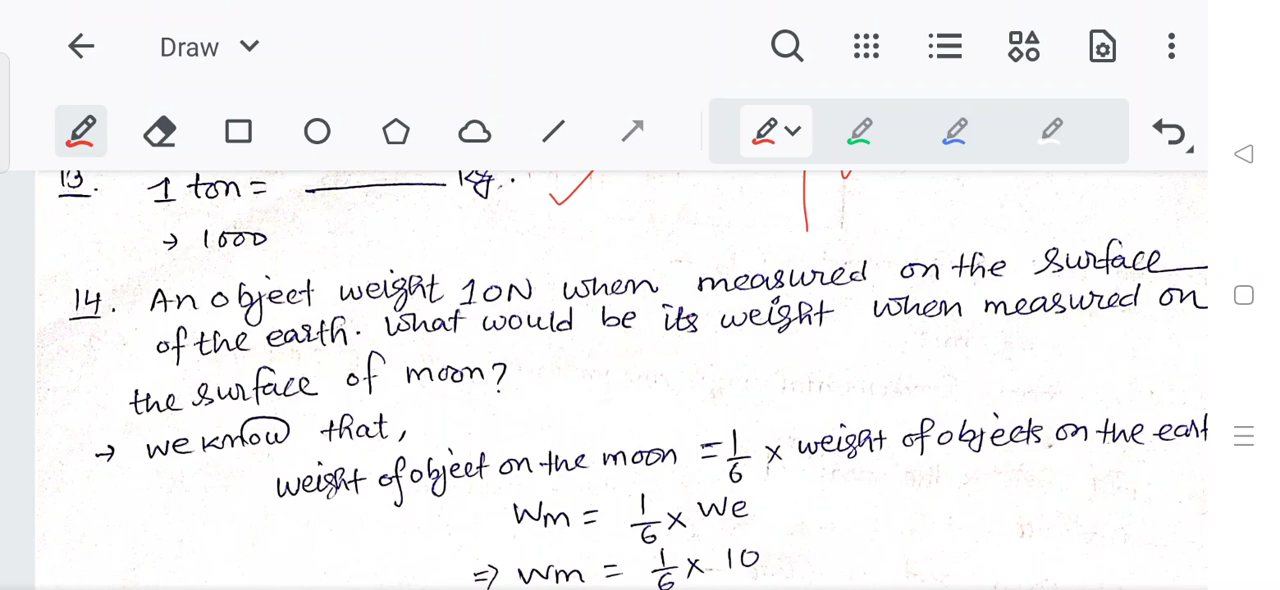 Draw
13. 1 ton = ________ kg.
→ 1000
14. An object weight 10N when measured on the surface
of the earth. What would be its weight when measured on
the surface of moon?
→ we know that,
weight of object on the moon = 1/6 × weight of objects on the eart
Wm = 1/6 × We
⇒ Wm = 1/6 × 10